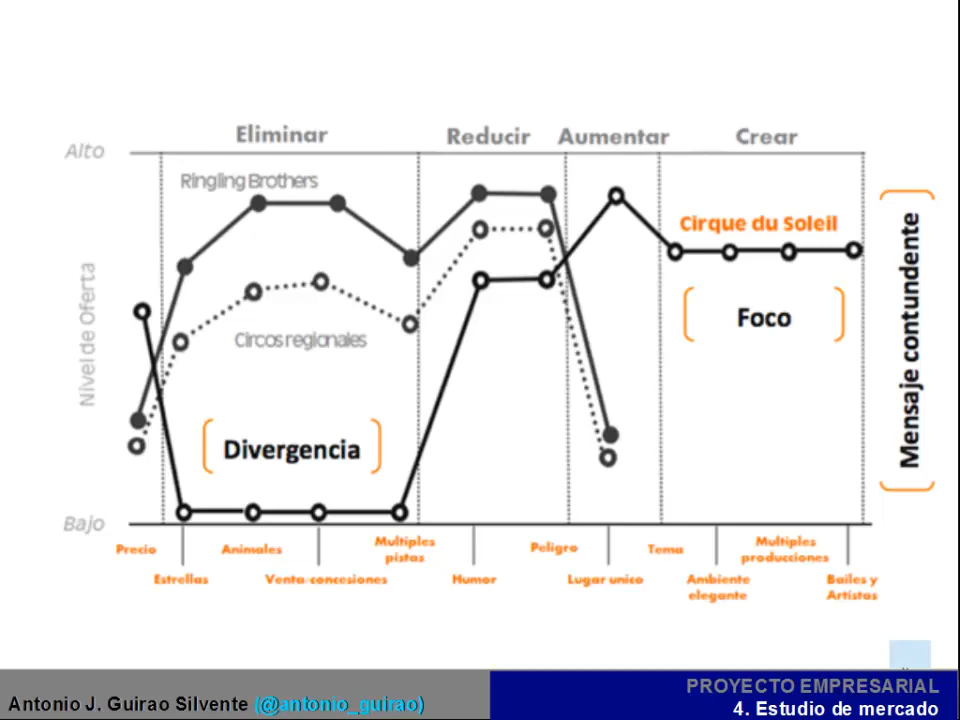 Eliminar
Reducir
Aumentar
Crear
Alto
Ringling Brothers
Cirque du Soleil
Foco
Mensaje contundente
Nivel de Oferta
Circos regionales
Divergencia
Bajo
Precio
Estrellas
Animales
Venta concesiones
Multiples
pistas
Humor
Peligro
Lugar unico
Tema
Ambiente
elegante
Multiples
producciones
Bailes y
Artistas
Antonio J. Guirao Silvente (@antonio_guirao)
PROYECTO EMPRESARIAL
4. Estudio de mercado